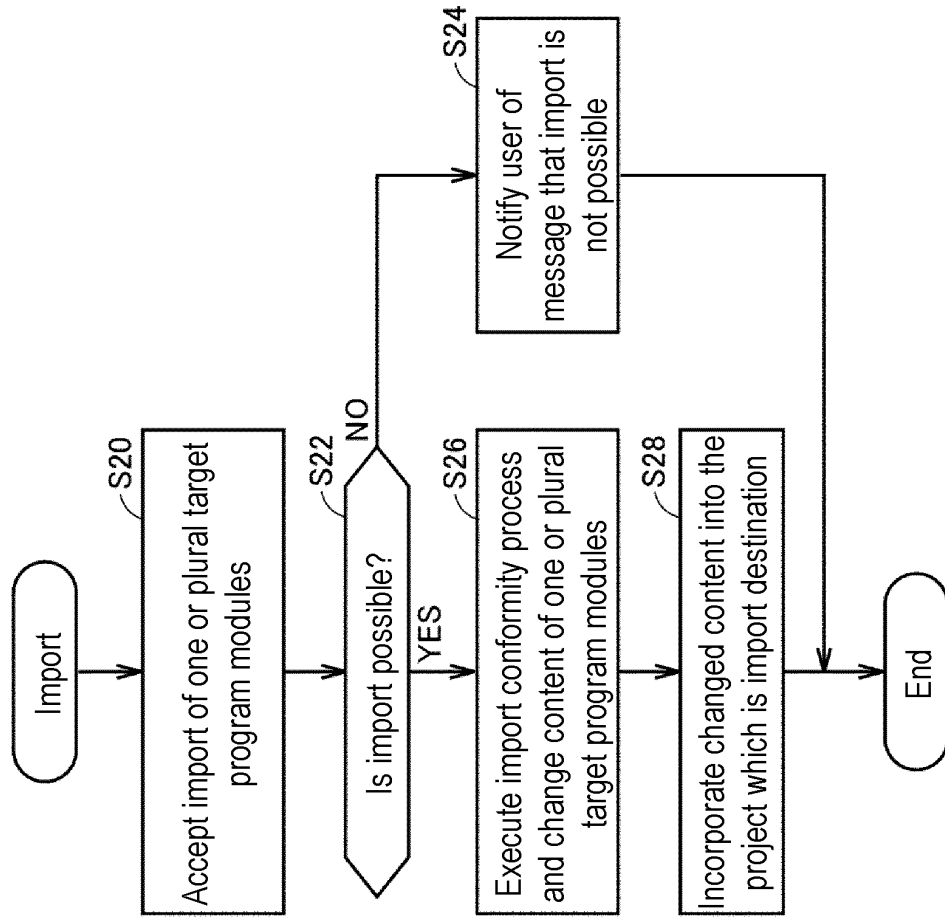 Import
S20
Accept import of one or plural target
program modules
S22
Is import possible?
NO
YES
S24
Notify user of
message that import is
not possible
S26
Execute import conformity process
and change content of one or plural
target program modules
S28
Incorporate changed content into the
project which is import destination
End